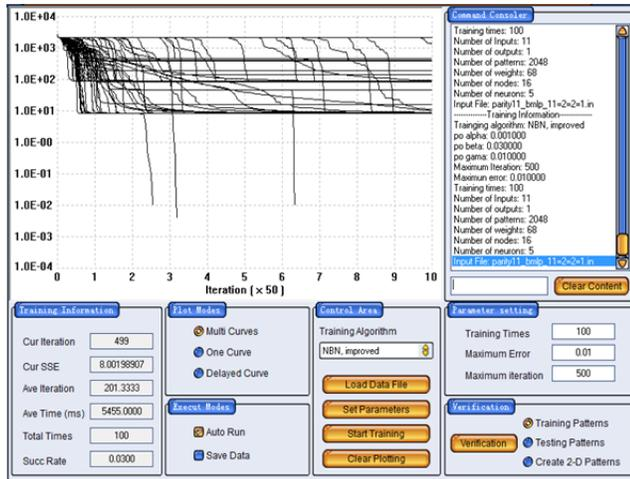 1.0E+04
1.0E+03
1.0E+02
1.0E+01
1.0E-00
1.0E-01
1.0E-02
1.0E-03
1.0E-04
0 1 2 3 4 5 6 7 8 9 10
Iteration [ × 50 ]
Command Consoler
Training times: 100
Number of Inputs: 11
Number of outputs: 1
Number of patterns: 2048
Number of weights: 68
Number of nodes: 16
Number of neurons: 5
Input File: parity11_bmlp_11=2=2=1.in
--------------Training Information--------------
Trainging algorithm: NBN, improved
po alpha: 0.001000
po beta: 0.030000
po gama: 0.010000
Maximum Iteration: 500
Maximun error: 0.010000
Training times: 100
Number of Inputs: 11
Number of outputs: 1
Number of patterns: 2048
Number of weights: 68
Number of nodes: 16
Number of neurons: 5
Input File: parity11_bmlp_11=2=2=1.in
Clear Content
Training Information
Cur Iteration 499
Cur SSE 8.00198907
Ave Iteration 201.3333
Ave Time (ms) 5455.0000
Total Times 100
Succ Rate 0.0300
Plot Modes
Multi Curves
One Curve
Delayed Curve
Execut Modes
Auto Run
Save Data
Control Area
Training Algorithm
NBN, improved
Load Data File
Set Parameters
Start Training
Clear Plotting
Parameter setting
Training Times 100
Maximum Error 0.01
Maximum iteration 500
Verification
Verification
Training Patterns
Testing Patterns
Create 2-D Patterns